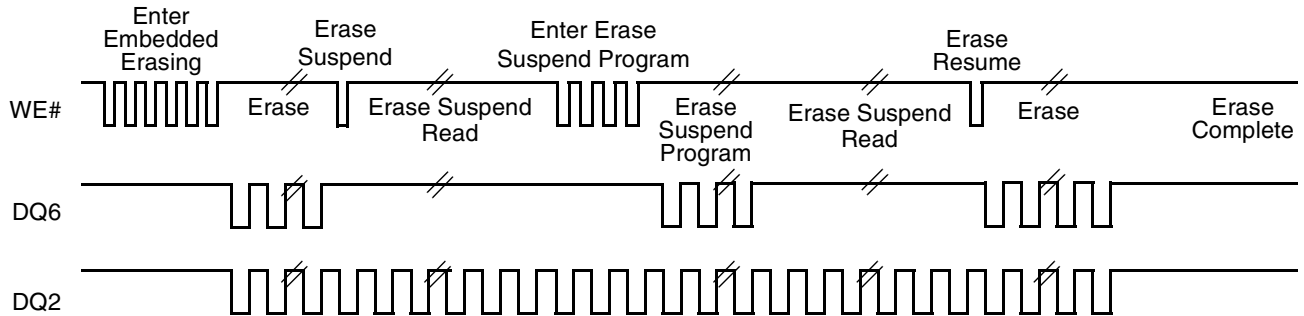 Enter
Embedded
Erasing
Erase
Suspend
Enter Erase
Suspend Program
Erase
Resume
WE#
Erase
Erase Suspend
Read
Erase
Suspend
Program
Erase Suspend
Read
Erase
Erase
Complete
DQ6
DQ2